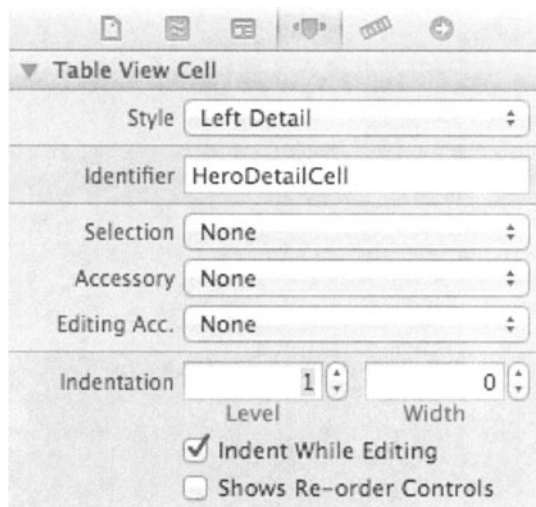 Table View Cell
Style Left Detail
Identifier HeroDetailCell
Selection None
Accessory None
Editing Acc. None
Indentation 1 0
Level Width
Indent While Editing
Shows Re-order Controls